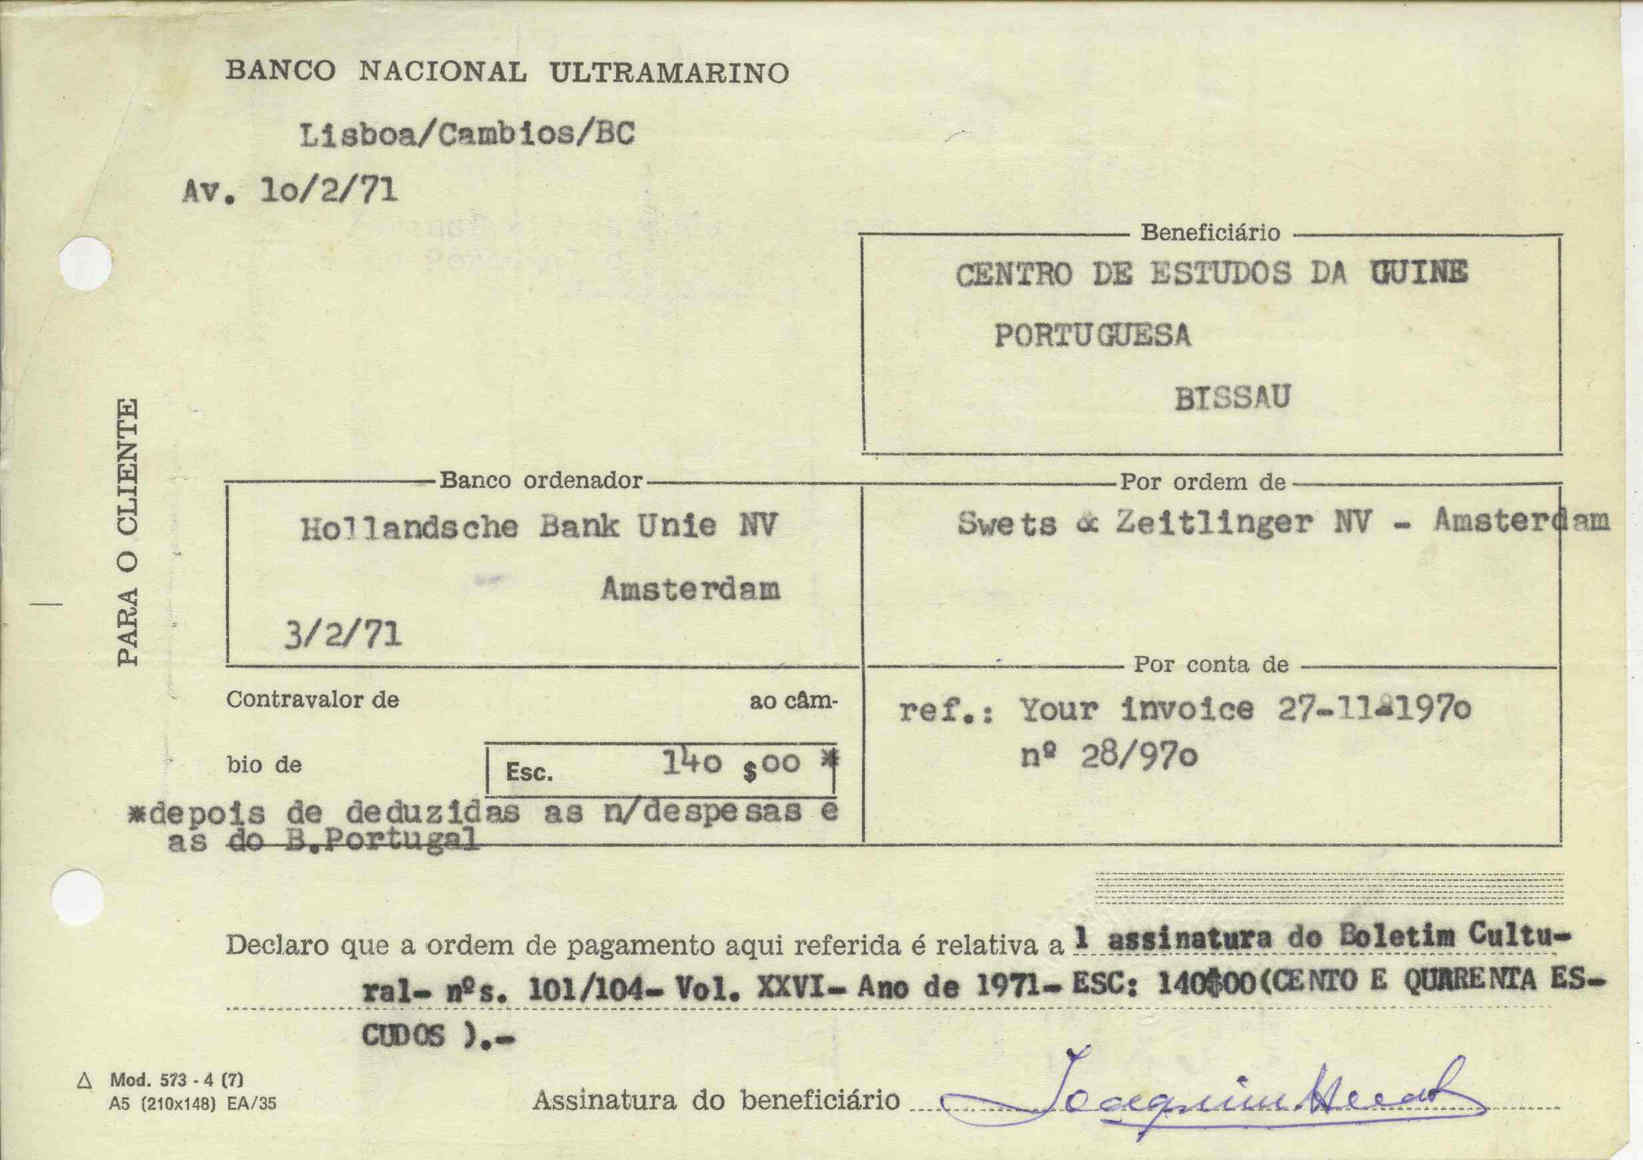 BANCO NACIONAL ULTRAMARINO
Lisboa/Cambios/BC
Av. 1o/2/71
Beneficiário
CENTRO DE ESTUDOS DA GUINE
PORTUGUESA
BISSAU
PARA O CLIENTE
Banco ordenador
Hollandsche Bank Unie NV
Amsterdam
3/2/71
Por ordem de
Swets & Zeitlinger NV - Amsterdam
Por conta de
ref.: Your invoice 27-11-197o
nº 28/97o
Contravalor de ao câm-
bio de Esc. 14o $oo *
*depois de deduzidas as n/despesas e
as do B.Portugal
Declaro que a ordem de pagamento aqui referida é relativa a 1 assinatura do Boletim Cultu-
ral- nºs. 101/104- Vol. XXVI- Ano de 1971- ESC: 140$00(CENTO E QUARENTA ES-
CUDOS ).-
Δ Mod. 573 - 4 (7)
A5 (210x148) EA/35
Assinatura do beneficiário Joaquim